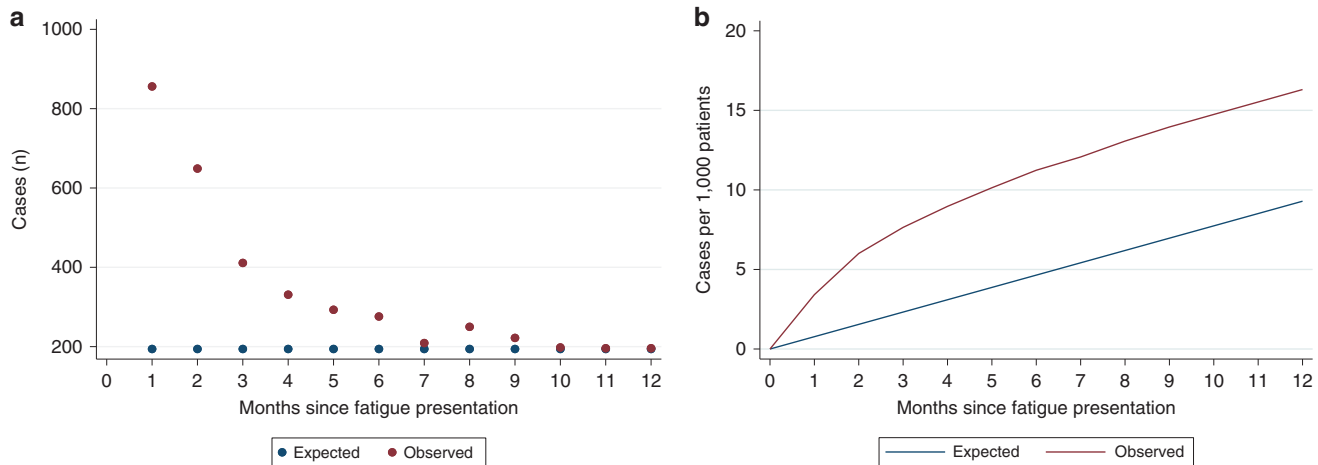 a
1000
800
600
400
200
Cases (n)
0 1 2 3 4 5 6 7 8 9 10 11 12
Months since fatigue presentation
Expected Observed
b
20
15
10
5
0
Cases per 1,000 patients
0 1 2 3 4 5 6 7 8 9 10 11 12
Months since fatigue presentation
Expected Observed